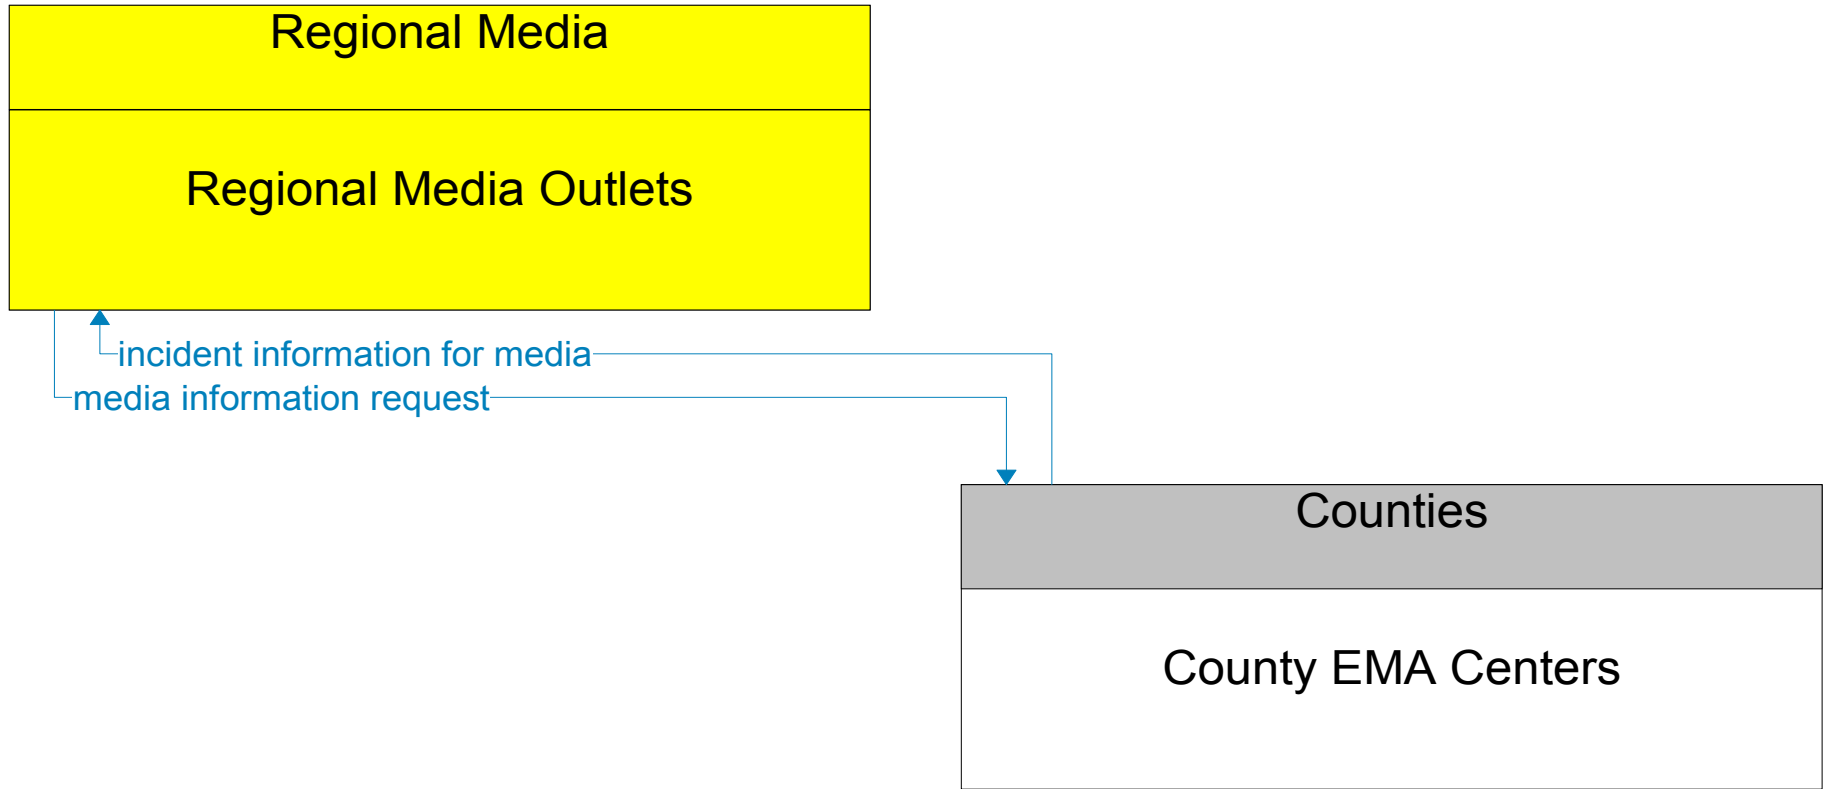 Regional Media
Regional Media Outlets
incident information for media
media information request
Counties
County EMA Centers